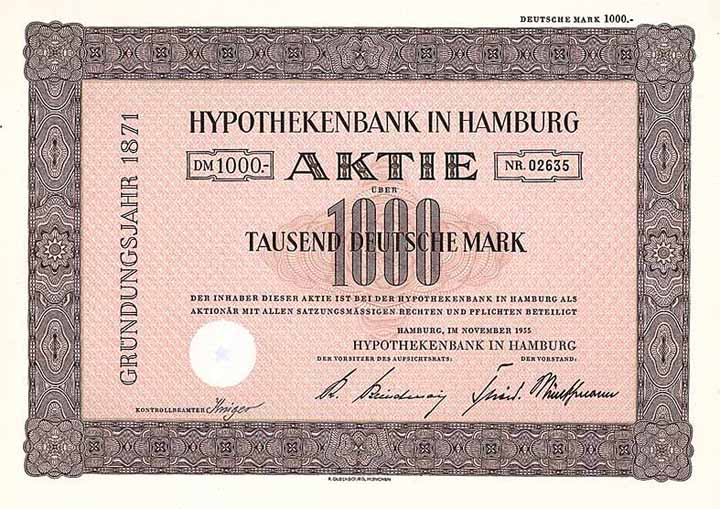 DEUTSCHE MARK 1000.-
GRÜNDUNGSJAHR 1871
HYPOTHEKENBANK IN HAMBURG
DM 1000.- AKTIE NR. 02635
ÜBER
1000
TAUSEND DEUTSCHE MARK
DER INHABER DIESER AKTIE IST BEI DER HYPOTHEKENBANK IN HAMBURG ALS
AKTIONÄR MIT ALLEN SATZUNGSMÄSSIGEN RECHTEN UND PFLICHTEN BETEILIGT
HAMBURG, IM NOVEMBER 1955
HYPOTHEKENBANK IN HAMBURG
DER VORSITZER DES AUFSICHTSRATS: DER VORSTAND:
KONTROLLBEAMTER
R. OLDENBOURG, MÜNCHEN